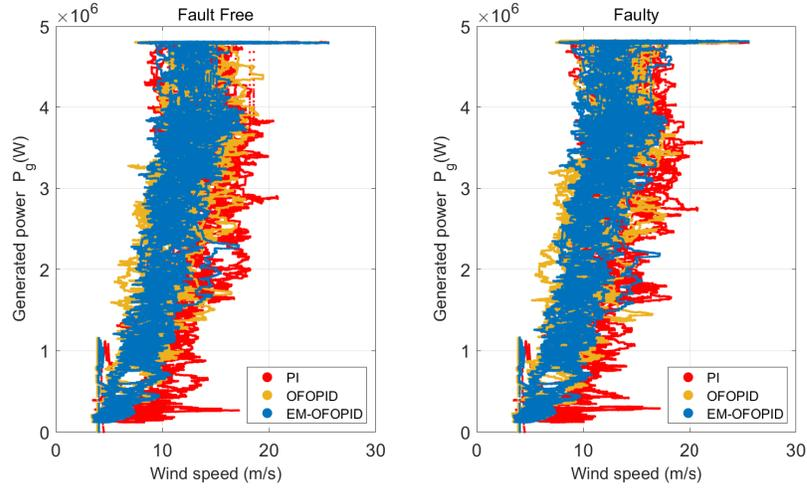 ×10⁶ Fault Free
5
4
3
2
1
0
Generated power P_g(W)
0 10 20 30
Wind speed (m/s)
PI
OFOPID
EM-OFOPID
×10⁶ Faulty
5
4
3
2
1
0
Generated power P_g(W)
0 10 20 30
Wind speed (m/s)
PI
OFOPID
EM-OFOPID